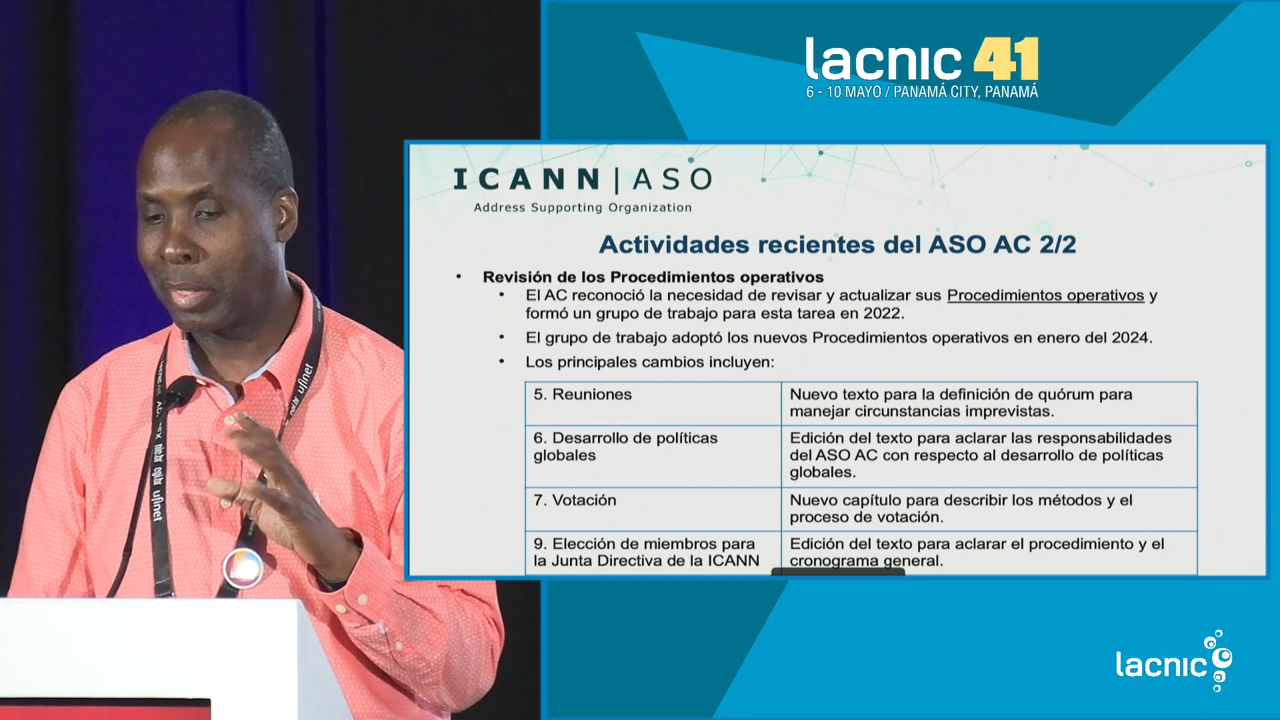 lacnic 41
6 - 10 MAYO / PANAMÁ CITY, PANAMÁ
ICANN | ASO
Address Supporting Organization
Actividades recientes del ASO AC 2/2
• Revisión de los Procedimientos operativos
• El AC reconoció la necesidad de revisar y actualizar sus Procedimientos operativos y
formó un grupo de trabajo para esta tarea en 2022.
• El grupo de trabajo adoptó los nuevos Procedimientos operativos en enero del 2024.
• Los principales cambios incluyen:
5. Reuniones
Nuevo texto para la definición de quórum para
manejar circunstancias imprevistas.
6. Desarrollo de políticas
globales
Edición del texto para aclarar las responsabilidades
del ASO AC con respecto al desarrollo de políticas
globales.
7. Votación
Nuevo capítulo para describir los métodos y el
proceso de votación.
9. Elección de miembros para
la Junta Directiva de la ICANN
Edición del texto para aclarar el procedimiento y el
cronograma general.
ufinet
ufinet
lacnic